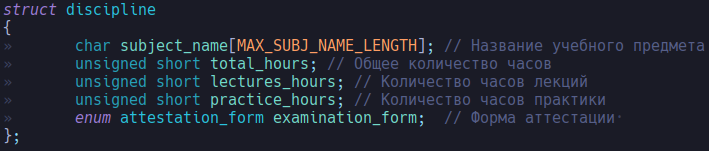 struct discipline
{
» char subject_name[MAX_SUBJ_NAME_LENGTH]; // Название учебного предмета
» unsigned short total_hours; // Общее количество часов
» unsigned short lectures_hours; // Количество часов лекций
» unsigned short practice_hours; // Количество часов практики
» enum attestation_form examination_form; // Форма аттестации·
};